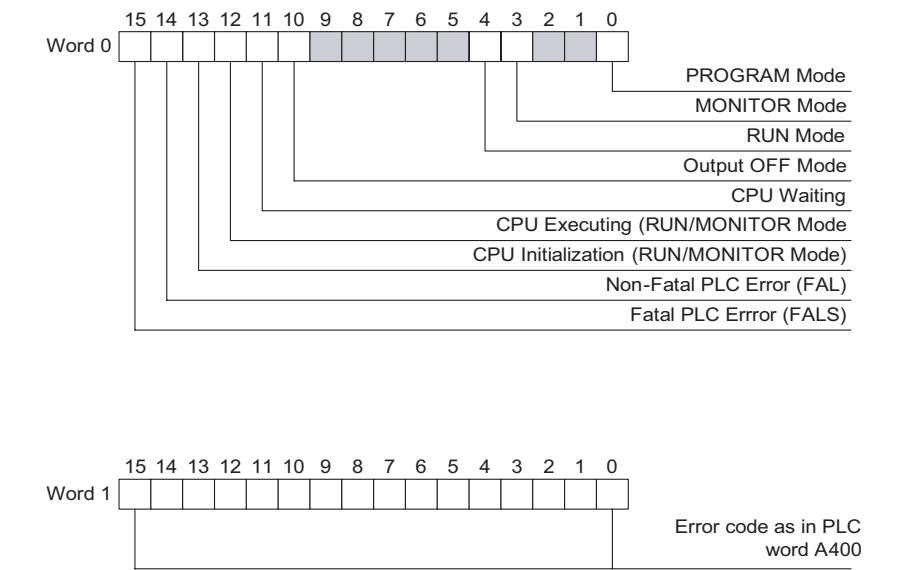 15 14 13 12 11 10 9 8 7 6 5 4 3 2 1 0
Word 0
PROGRAM Mode
MONITOR Mode
RUN Mode
Output OFF Mode
CPU Waiting
CPU Executing (RUN/MONITOR Mode
CPU Initialization (RUN/MONITOR Mode)
Non-Fatal PLC Error (FAL)
Fatal PLC Errror (FALS)
15 14 13 12 11 10 9 8 7 6 5 4 3 2 1 0
Word 1
Error code as in PLC
word A400